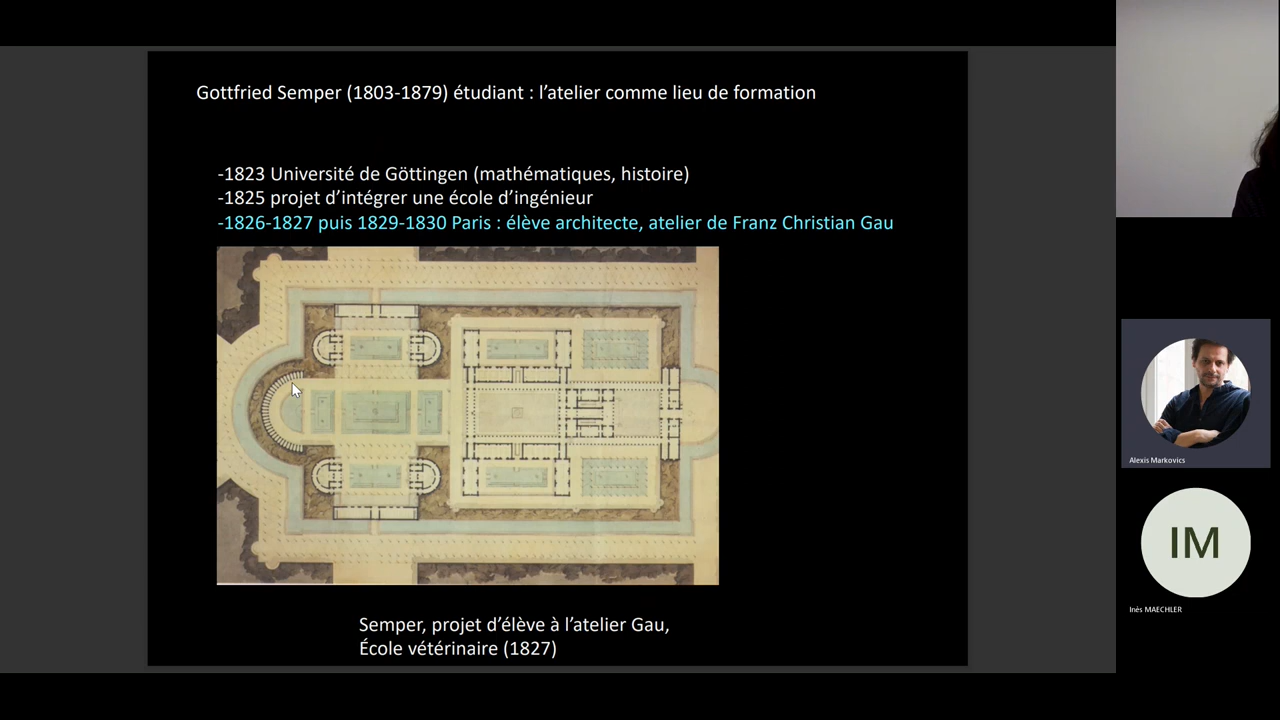 Gottfried Semper (1803-1879) étudiant : l’atelier comme lieu de formation
-1823 Université de Göttingen (mathématiques, histoire)
-1825 projet d’intégrer une école d’ingénieur
-1826-1827 puis 1829-1830 Paris : élève architecte, atelier de Franz Christian Gau
Semper, projet d’élève à l’atelier Gau,
École vétérinaire (1827)
Alexis Markovics
IM
Inès MAECHLER